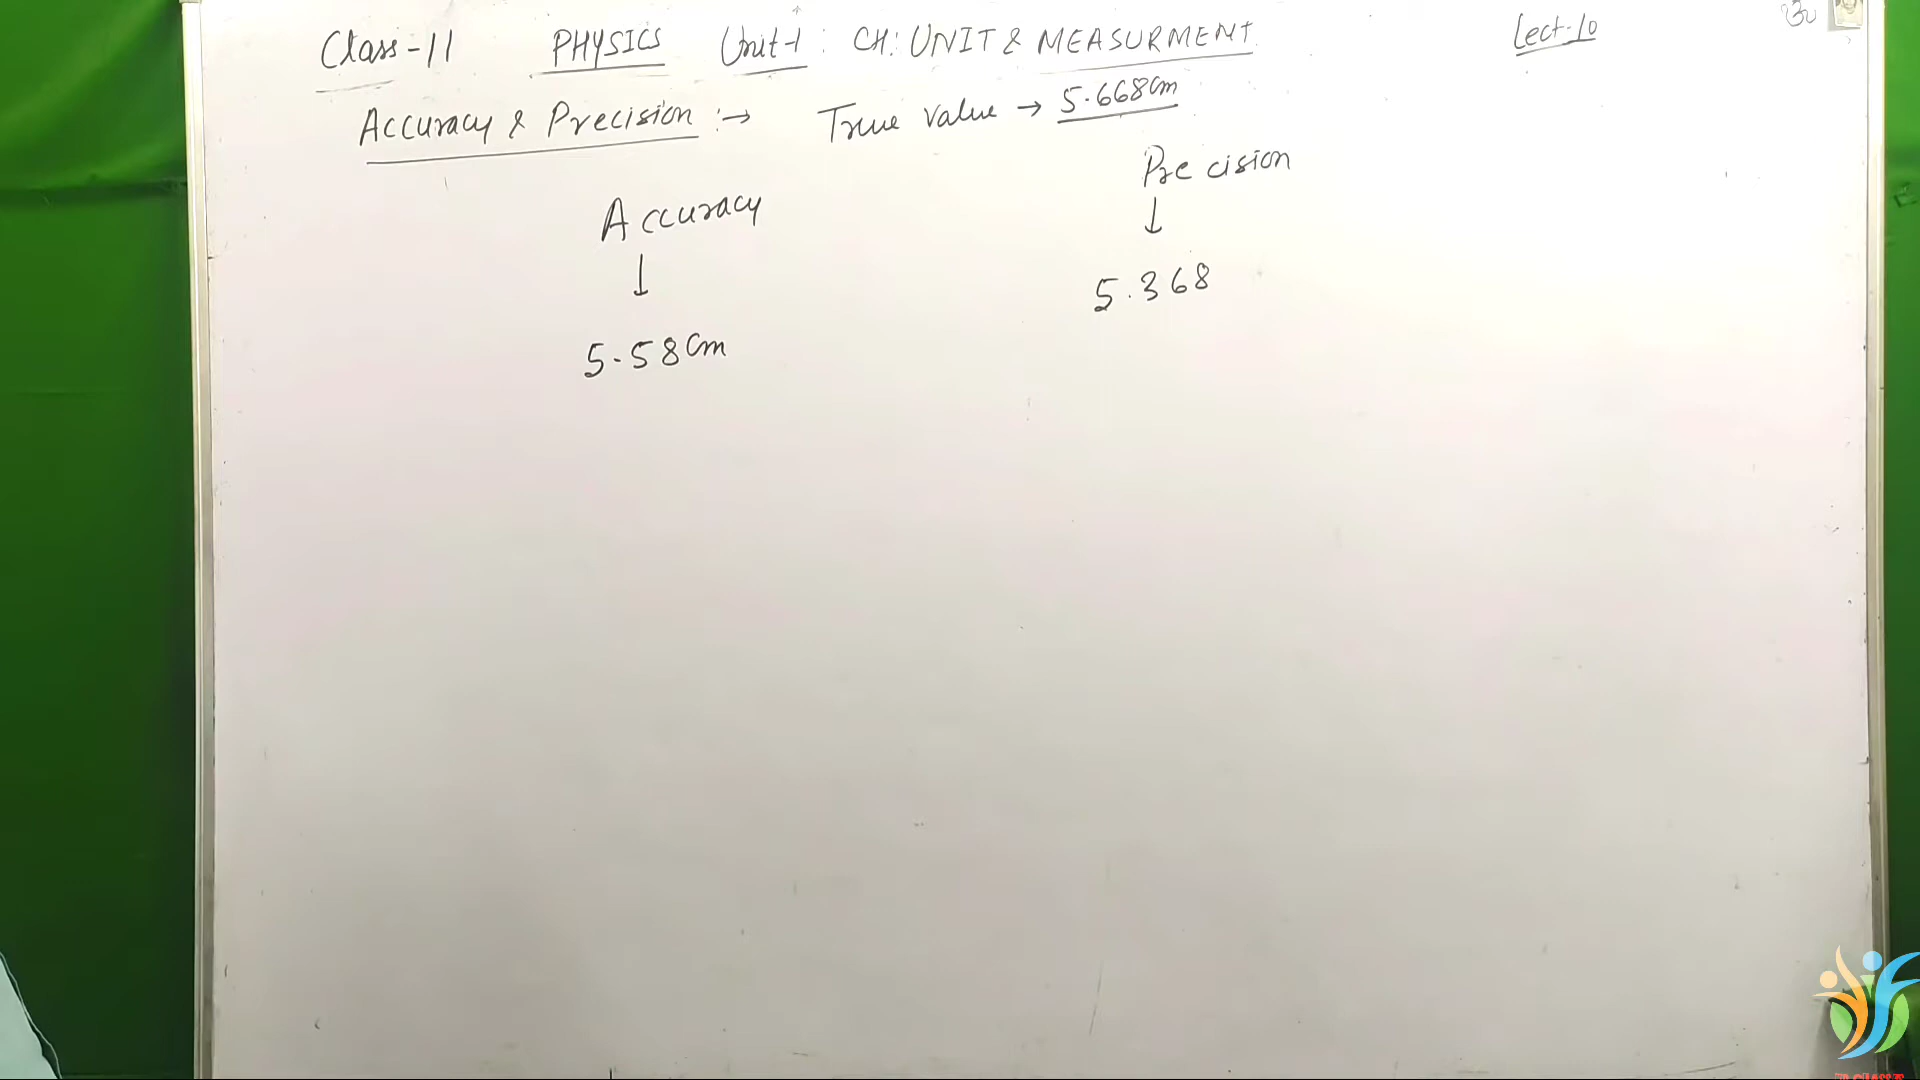 Class-11 PHYSICS Unit-1 : CH: UNIT & MEASURMENT Lect-10
Accuracy & Precision :→ True value → 5.668cm
Accuracy Precision
↓ ↓
5.58cm 5.368